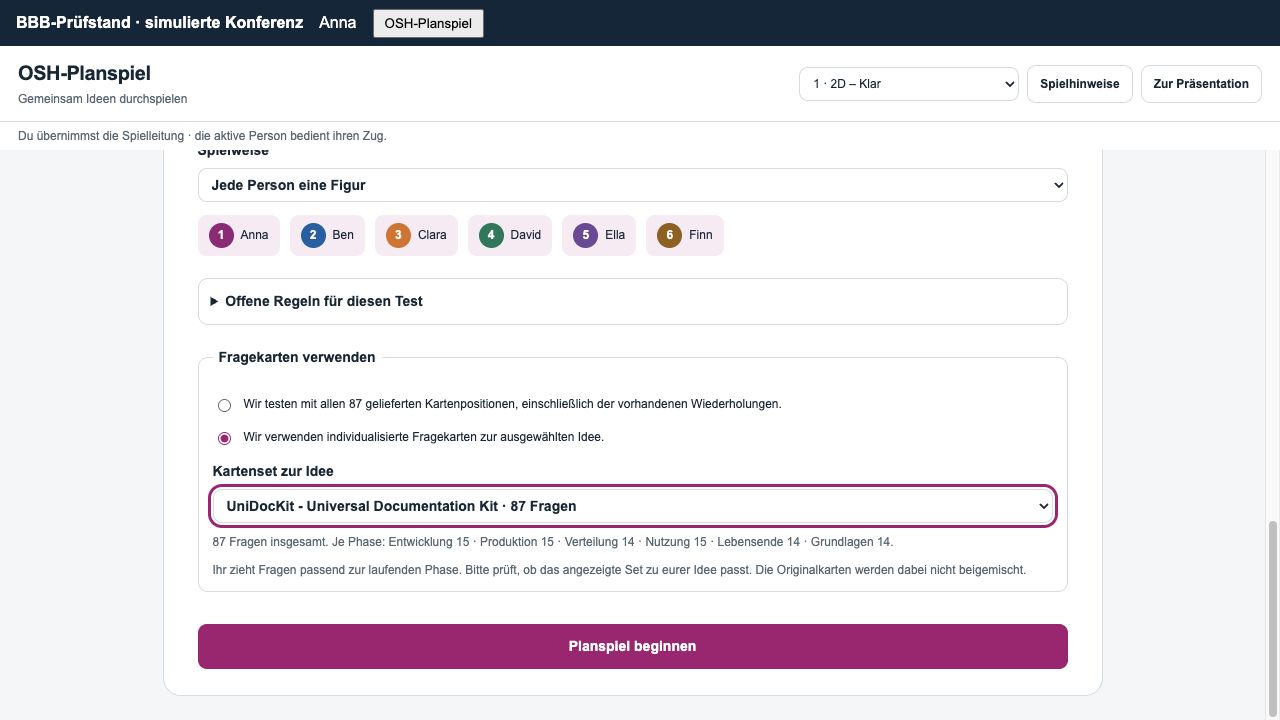 BBB-Prüfstand · simulierte Konferenz Anna OSH-Planspiel
OSH-Planspiel
Gemeinsam Ideen durchspielen
1 · 2D – Klar
Spielhinweise
Zur Präsentation
Du übernimmst die Spielleitung · die aktive Person bedient ihren Zug.
Spielweise
Jede Person eine Figur
1 Anna 2 Ben 3 Clara 4 David 5 Ella 6 Finn
Offene Regeln für diesen Test
Fragekarten verwenden
Wir testen mit allen 87 gelieferten Kartenpositionen, einschließlich der vorhandenen Wiederholungen.
Wir verwenden individualisierte Fragekarten zur ausgewählten Idee.
Kartenset zur Idee
UniDocKit - Universal Documentation Kit · 87 Fragen
87 Fragen insgesamt. Je Phase: Entwicklung 15 · Produktion 15 · Verteilung 14 · Nutzung 15 · Lebensende 14 · Grundlagen 14.
Ihr zieht Fragen passend zur laufenden Phase. Bitte prüft, ob das angezeigte Set zu eurer Idee passt. Die Originalkarten werden dabei nicht beigemischt.
Planspiel beginnen